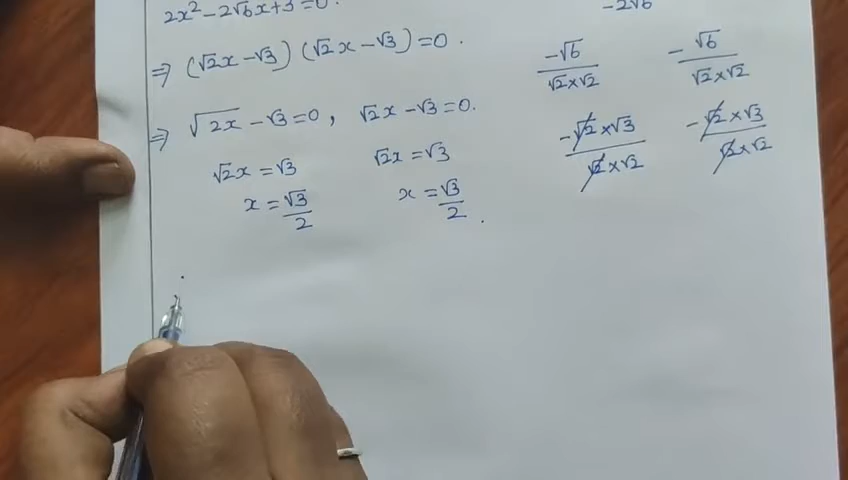 2x² - 2√6x + 3 = 0.
⇒ (√2x - √3) (√2x - √3) = 0.
⇒ √2x - √3 = 0, √2x - √3 = 0.
√2x = √3 √2x = √3
x = √3/2 x = √3/2.
-2√6
-√6/√2×√2 -√6/√2×√2
-√2×√3/√2×√2 -√2×√3/√2×√2